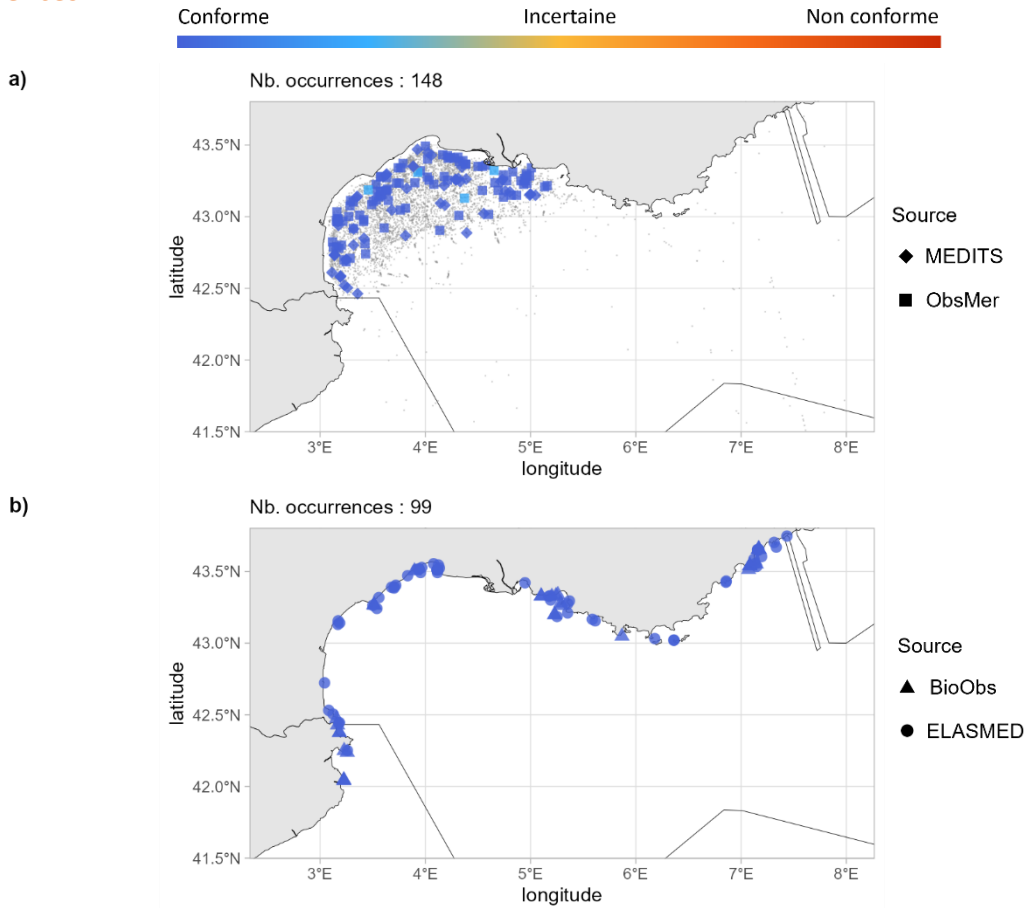 Conforme Incertaine Non conforme
a)
Nb. occurrences : 148
43.5°N
43.0°N
42.5°N
42.0°N
41.5°N
latitude
3°E 4°E 5°E 6°E 7°E 8°E
longitude
Source
MEDITS
ObsMer
b)
Nb. occurrences : 99
43.5°N
43.0°N
42.5°N
42.0°N
41.5°N
latitude
3°E 4°E 5°E 6°E 7°E 8°E
longitude
Source
BioObs
ELASMED